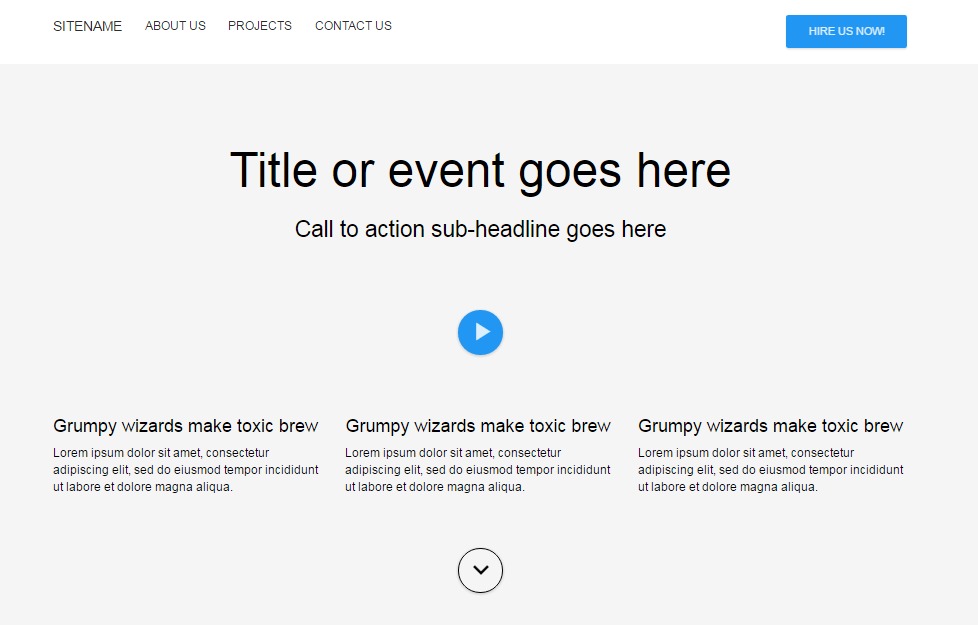 SITENAME ABOUT US PROJECTS CONTACT US HIRE US NOW!
Title or event goes here
Call to action sub-headline goes here
Grumpy wizards make toxic brew
Lorem ipsum dolor sit amet, consectetur
adipiscing elit, sed do eiusmod tempor incididunt
ut labore et dolore magna aliqua.
Grumpy wizards make toxic brew
Lorem ipsum dolor sit amet, consectetur
adipiscing elit, sed do eiusmod tempor incididunt
ut labore et dolore magna aliqua.
Grumpy wizards make toxic brew
Lorem ipsum dolor sit amet, consectetur
adipiscing elit, sed do eiusmod tempor incididunt
ut labore et dolore magna aliqua.